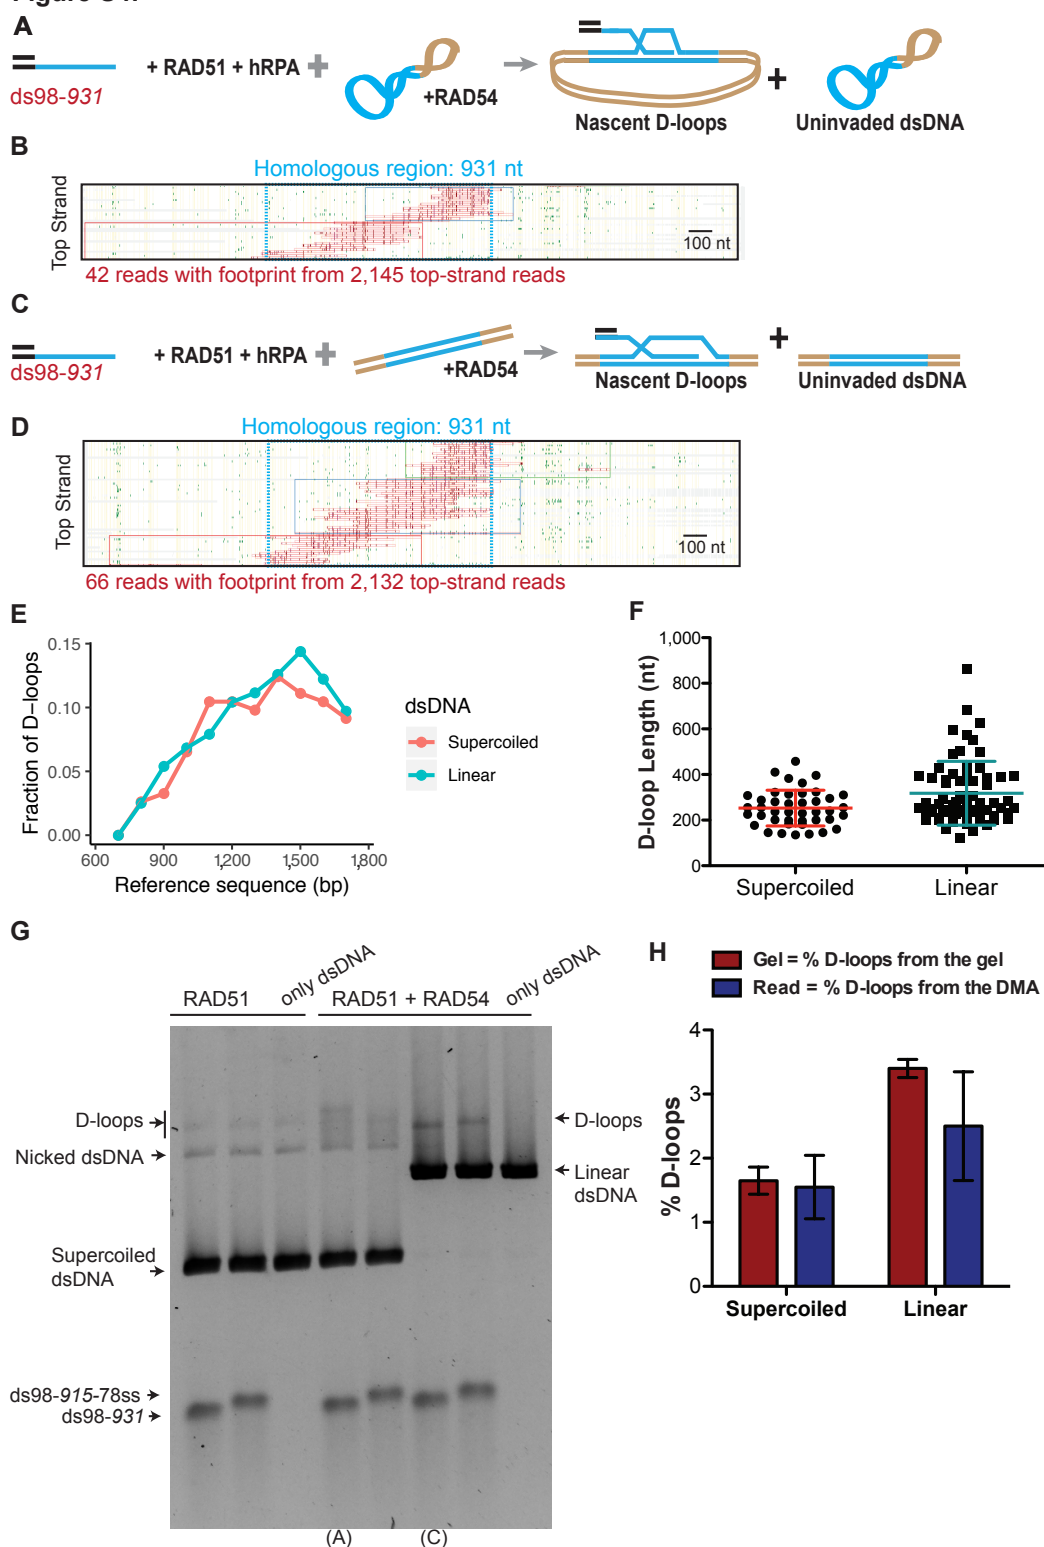 A
ds98-931
+ RAD51 + hRPA
+RAD54
Nascent D-loops
+
Uninvaded dsDNA
B
Homologous region: 931 nt
Top Strand
100 nt
42 reads with footprint from 2,145 top-strand reads
C
ds98-931
+ RAD51 + hRPA
+RAD54
Nascent D-loops
+
Uninvaded dsDNA
D
Homologous region: 931 nt
Top Strand
100 nt
66 reads with footprint from 2,132 top-strand reads
E
Fraction of D-loops
0.15
0.10
0.05
0.00
600 900 1,200 1,500 1,800
Reference sequence (bp)
dsDNA
Supercoiled
Linear
F
D-loop Length (nt)
1,000
800
600
400
200
0
Supercoiled Linear
G
RAD51
only dsDNA
RAD51 + RAD54
only dsDNA
D-loops
Nicked dsDNA
Supercoiled
dsDNA
ds98-915-78ss
ds98-931
D-loops
Linear
dsDNA
(A) (C)
H
Gel = % D-loops from the gel
Read = % D-loops from the DMA
% D-loops
4
3
2
1
0
Supercoiled Linear